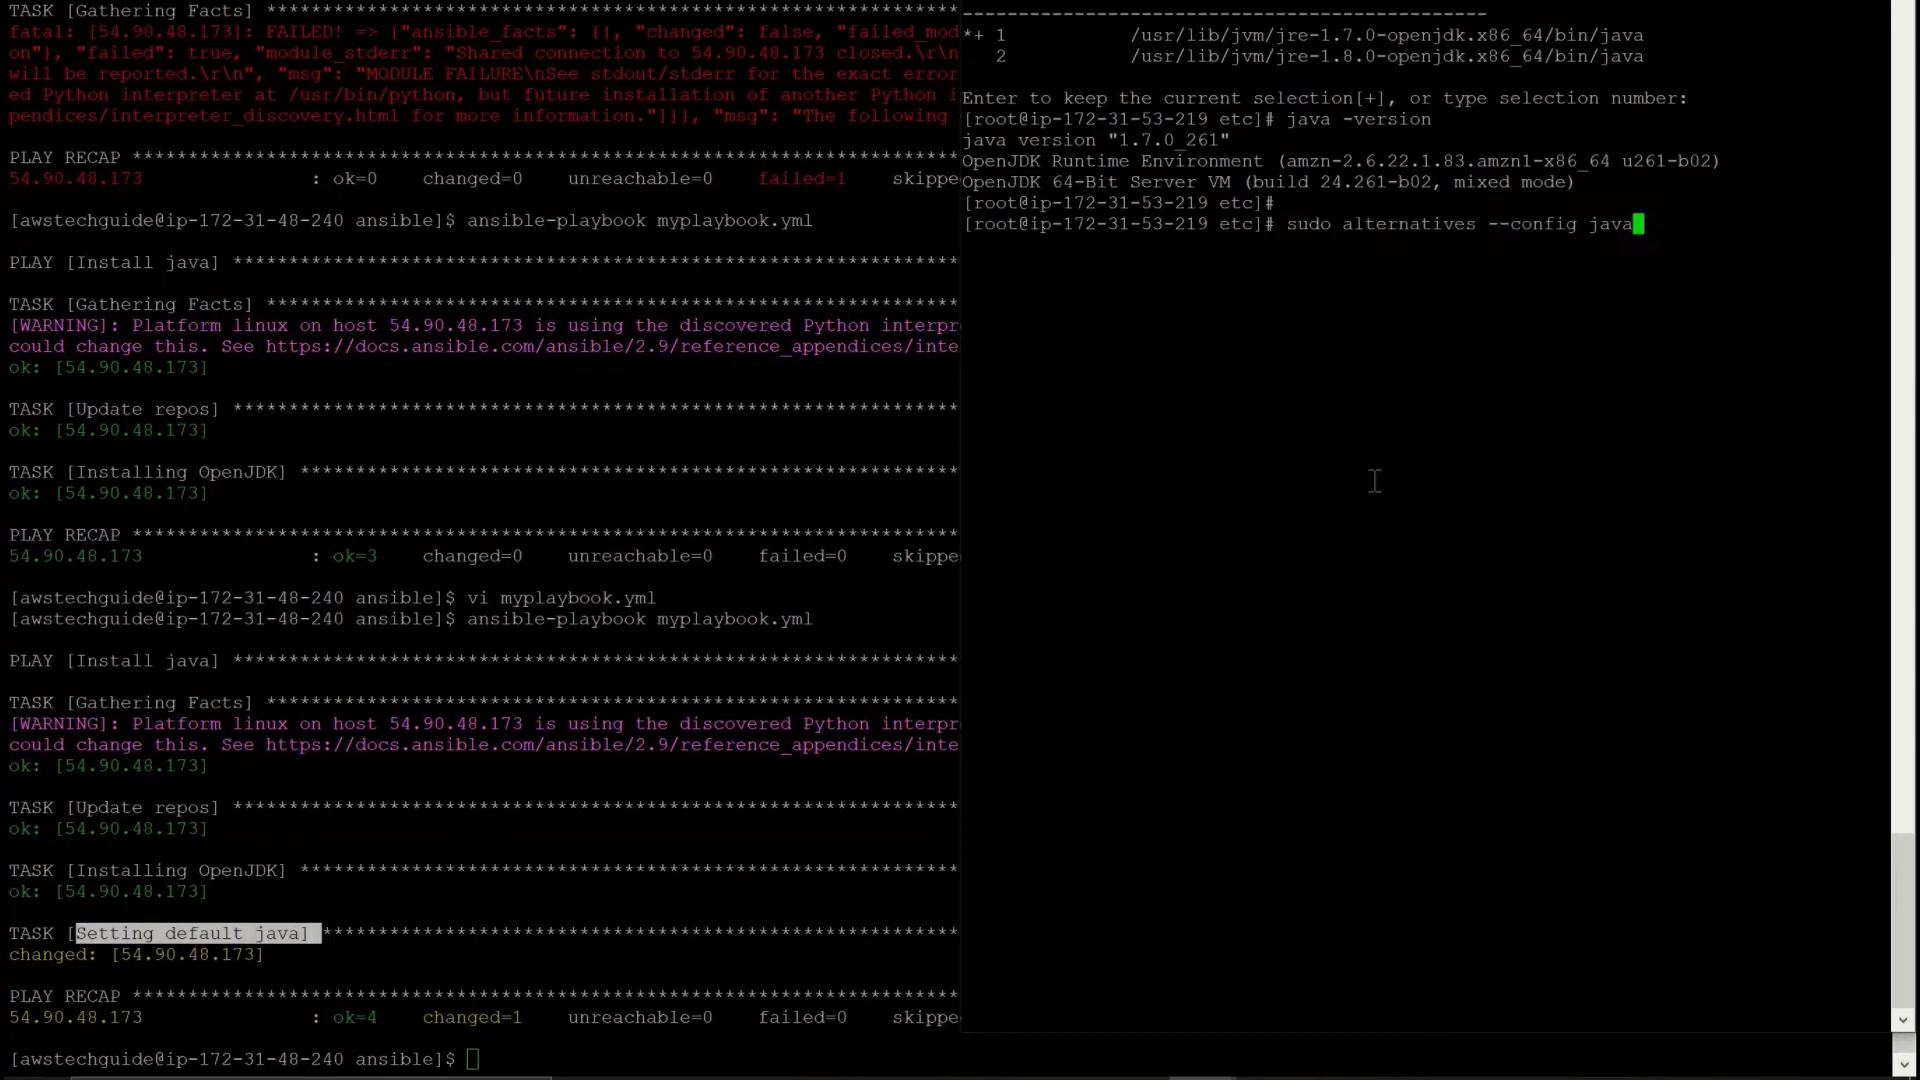 TASK [Gathering Facts] **************************************************************
fatal: [54.90.48.173]: FAILED! => {"ansible_facts": {}, "changed": false, "failed_mod
on"}, "failed": true, "module_stderr": "Shared connection to 54.90.48.173 closed.\r\n
will be reported.\r\n", "msg": "MODULE FAILURE\nSee stdout/stderr for the exact error
ed Python interpreter at /usr/bin/python, but future installation of another Python i
pendices/interpreter_discovery.html for more information."]}], "msg": "The following
PLAY RECAP **************************************************************************
54.90.48.173 : ok=0 changed=0 unreachable=0 failed=1 skippe
[awstechguide@ip-172-31-48-240 ansible]$ ansible-playbook myplaybook.yml
PLAY [Install java] *****************************************************************
TASK [Gathering Facts] **************************************************************
[WARNING]: Platform linux on host 54.90.48.173 is using the discovered Python interpr
could change this. See https://docs.ansible.com/ansible/2.9/reference_appendices/inte
ok: [54.90.48.173]
TASK [Update repos] *****************************************************************
ok: [54.90.48.173]
TASK [Installing OpenJDK] ***********************************************************
ok: [54.90.48.173]
PLAY RECAP **************************************************************************
54.90.48.173 : ok=3 changed=0 unreachable=0 failed=0 skippe
[awstechguide@ip-172-31-48-240 ansible]$ vi myplaybook.yml
[awstechguide@ip-172-31-48-240 ansible]$ ansible-playbook myplaybook.yml
PLAY [Install java] *****************************************************************
TASK [Gathering Facts] **************************************************************
[WARNING]: Platform linux on host 54.90.48.173 is using the discovered Python interpr
could change this. See https://docs.ansible.com/ansible/2.9/reference_appendices/inte
ok: [54.90.48.173]
TASK [Update repos] *****************************************************************
ok: [54.90.48.173]
TASK [Installing OpenJDK] ***********************************************************
ok: [54.90.48.173]
TASK [Setting default java] *********************************************************
changed: [54.90.48.173]
PLAY RECAP **************************************************************************
54.90.48.173 : ok=4 changed=1 unreachable=0 failed=0 skippe
[awstechguide@ip-172-31-48-240 ansible]$
-----------------------------------------------
*+ 1 /usr/lib/jvm/jre-1.7.0-openjdk.x86_64/bin/java
2 /usr/lib/jvm/jre-1.8.0-openjdk.x86_64/bin/java
Enter to keep the current selection[+], or type selection number:
[root@ip-172-31-53-219 etc]# java -version
java version "1.7.0_261"
OpenJDK Runtime Environment (amzn-2.6.22.1.83.amzn1-x86_64 u261-b02)
OpenJDK 64-Bit Server VM (build 24.261-b02, mixed mode)
[root@ip-172-31-53-219 etc]#
[root@ip-172-31-53-219 etc]# sudo alternatives --config java